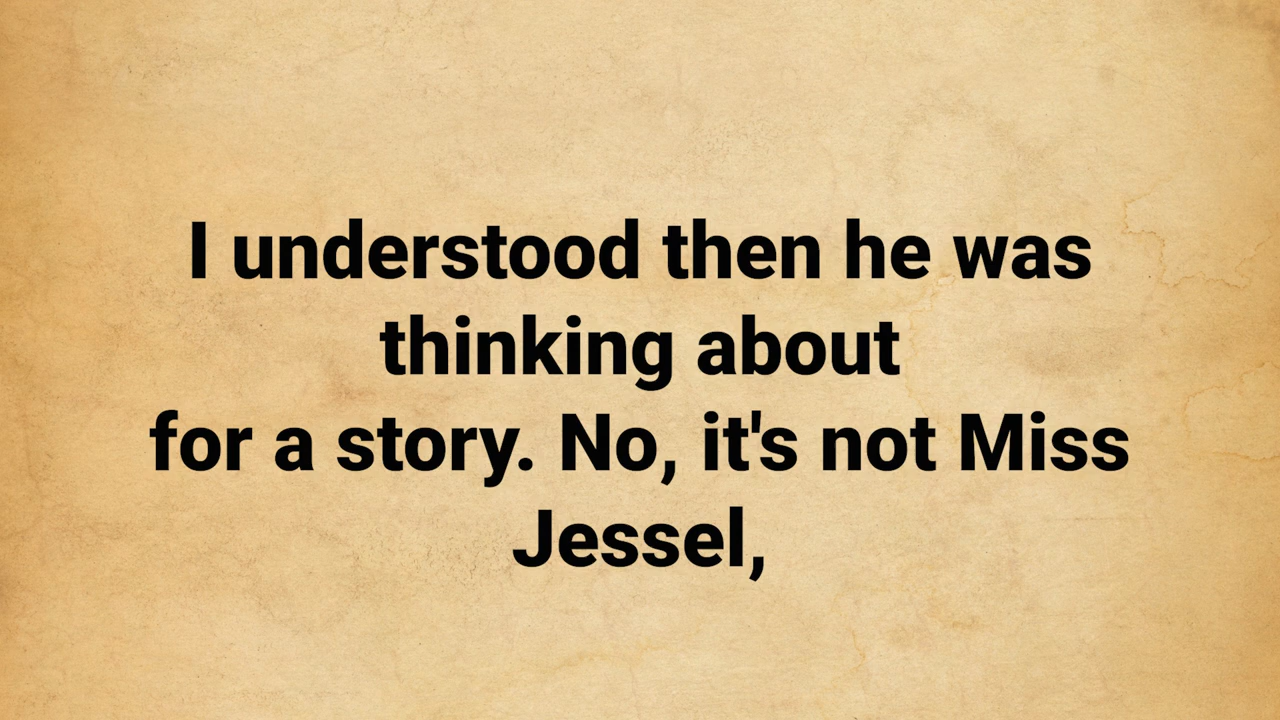 I understood then he was
thinking about
for a story. No, it's not Miss
Jessel,